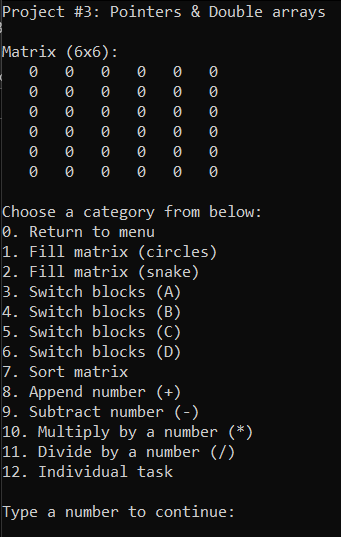 Project #3: Pointers & Double arrays
Matrix (6x6):
0 0 0 0 0 0
0 0 0 0 0 0
0 0 0 0 0 0
0 0 0 0 0 0
0 0 0 0 0 0
0 0 0 0 0 0
Choose a category from below:
0. Return to menu
1. Fill matrix (circles)
2. Fill matrix (snake)
3. Switch blocks (A)
4. Switch blocks (B)
5. Switch blocks (C)
6. Switch blocks (D)
7. Sort matrix
8. Append number (+)
9. Subtract number (-)
10. Multiply by a number (*)
11. Divide by a number (/)
12. Individual task
Type a number to continue: